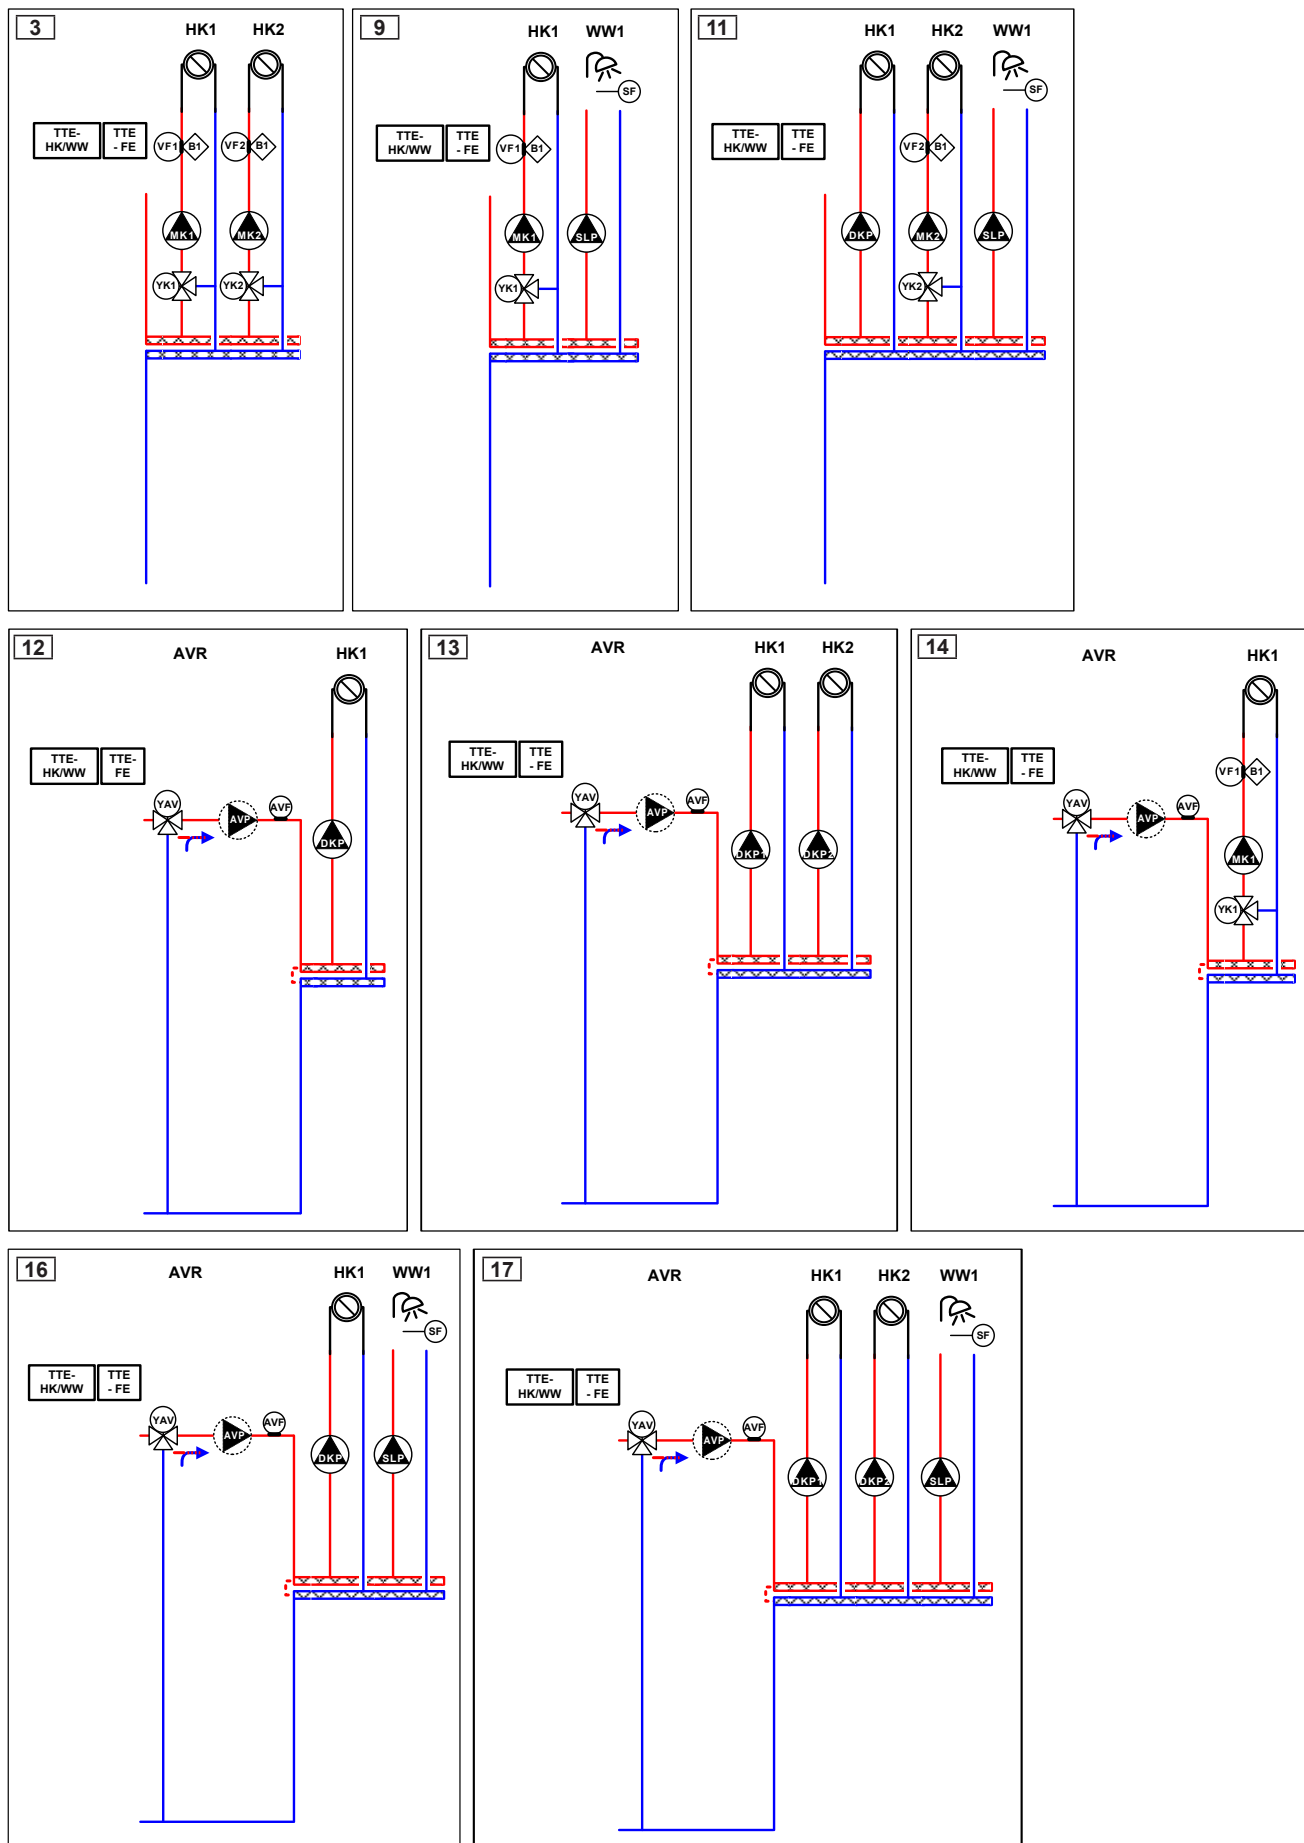 3
HK1 HK2
TTE-
HK/WW
TTE
- FE
VF1 B1 VF2 B1
MK1 MK2
YK1 YK2
9
HK1 WW1
SF
TTE-
HK/WW
TTE
- FE
VF1 B1
MK1 SLP
YK1
11
HK1 HK2 WW1
SF
TTE-
HK/WW
TTE
- FE
VF2 B1
DKP MK2 SLP
YK2
12
AVR HK1
TTE-
HK/WW
TTE-
FE
YAV AVP AVF
DKP
13
AVR HK1 HK2
TTE-
HK/WW
TTE
- FE
YAV AVP AVF
DKP1 DKP2
14
AVR HK1
TTE-
HK/WW
TTE
- FE
VF1 B1
YAV AVP AVF
MK1
YK1
16
AVR HK1 WW1
SF
TTE-
HK/WW
TTE
- FE
YAV AVP AVF
DKP SLP
17
AVR HK1 HK2 WW1
SF
TTE-
HK/WW
TTE
- FE
YAV AVP AVF
DKP1 DKP2 SLP